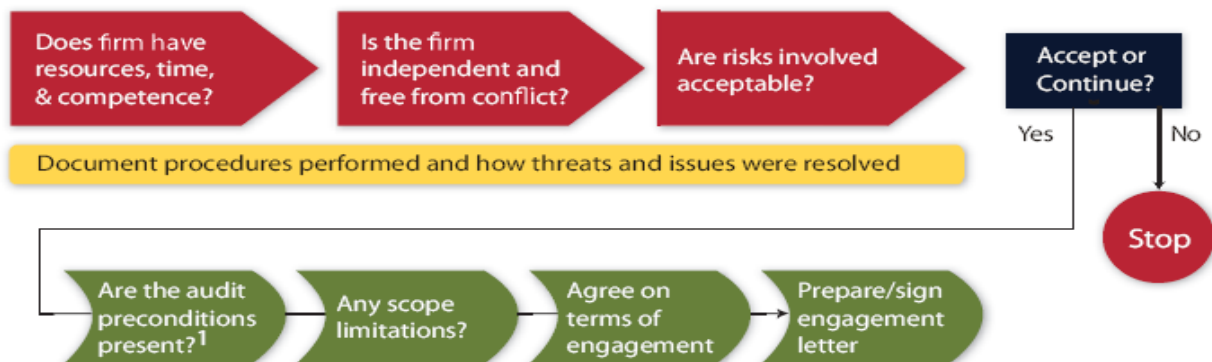 Does firm have
resources, time,
& competence?
Is the firm
independent and
free from conflict?
Are risks involved
acceptable?
Accept or
Continue?
Yes
No
Document procedures performed and how threats and issues were resolved
Stop
Are the audit
preconditions
present?1
Any scope
limitations?
Agree on
terms of
engagement
Prepare/sign
engagement
letter